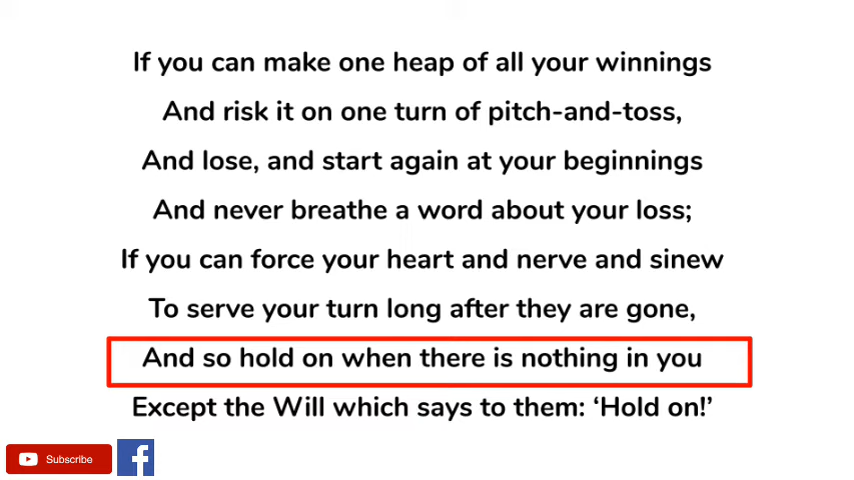 If you can make one heap of all your winnings
And risk it on one turn of pitch-and-toss,
And lose, and start again at your beginnings
And never breathe a word about your loss;
If you can force your heart and nerve and sinew
To serve your turn long after they are gone,
And so hold on when there is nothing in you
Except the Will which says to them: ‘Hold on!’
Subscribe